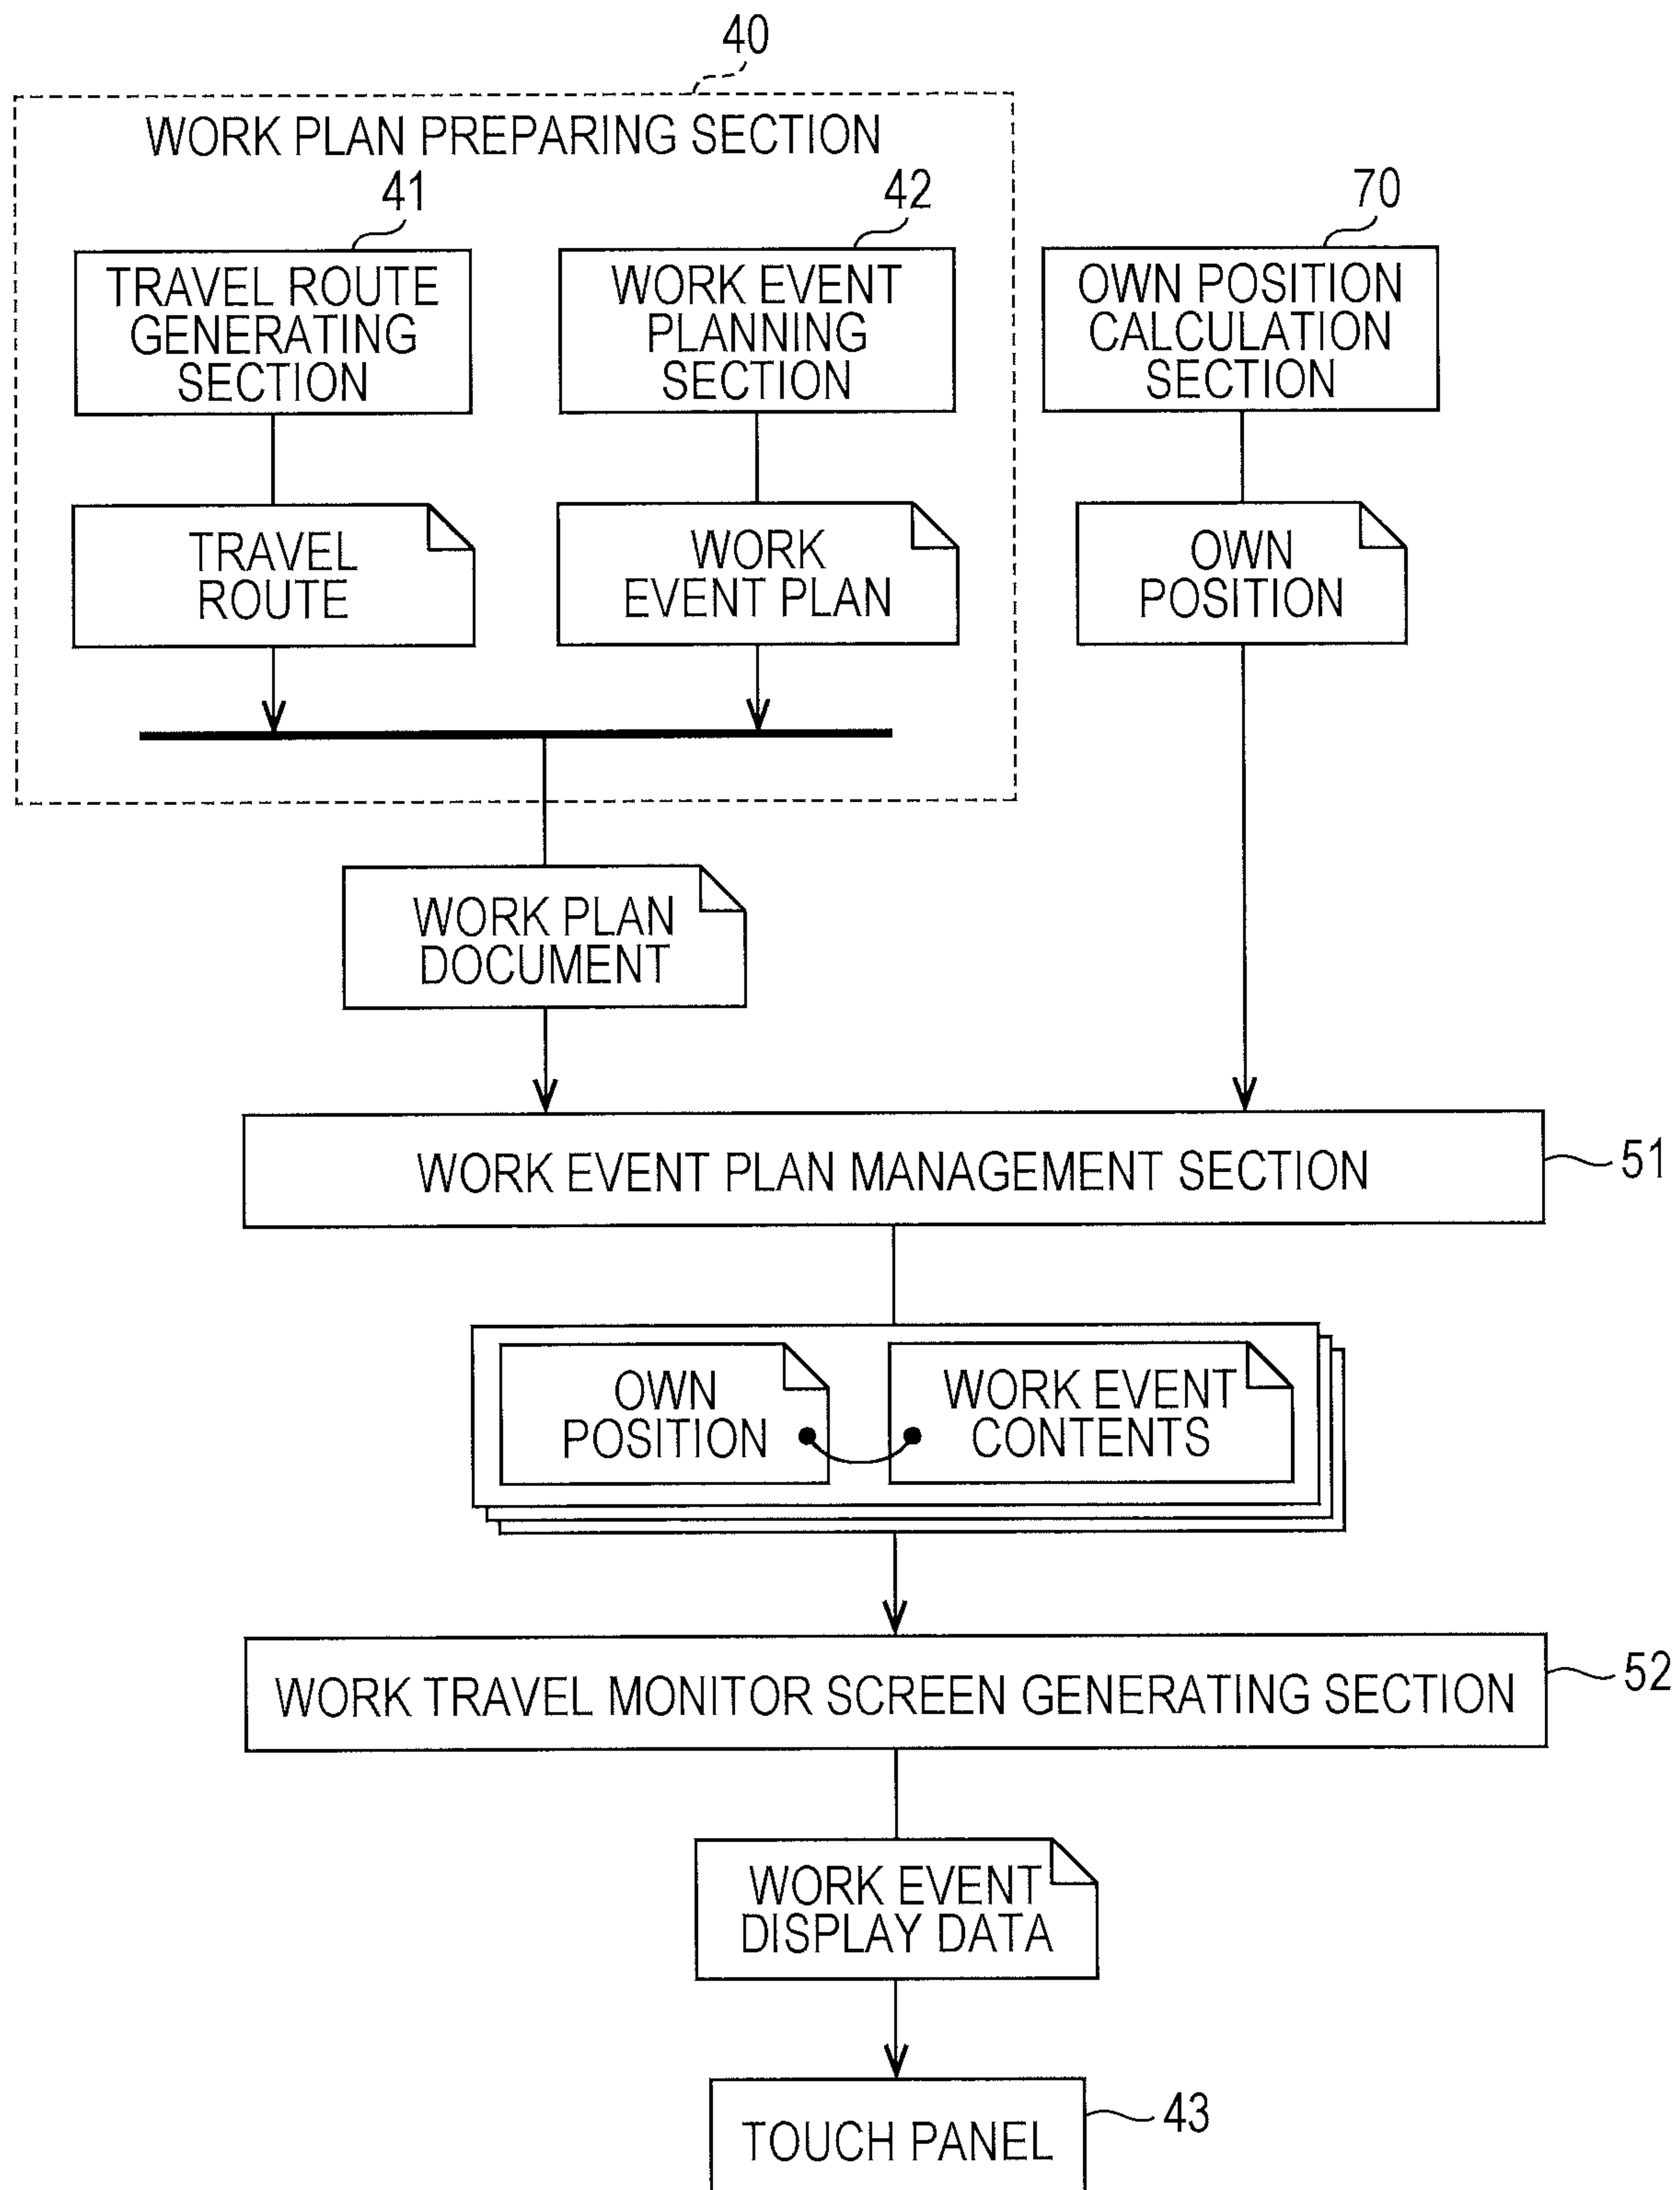 40
WORK PLAN PREPARING SECTION
41
42
70
TRAVEL ROUTE
GENERATING
SECTION
WORK EVENT
PLANNING
SECTION
OWN POSITION
CALCULATION
SECTION
TRAVEL
ROUTE
WORK
EVENT PLAN
OWN
POSITION
WORK PLAN
DOCUMENT
WORK EVENT PLAN MANAGEMENT SECTION
51
OWN
POSITION
WORK EVENT
CONTENTS
WORK TRAVEL MONITOR SCREEN GENERATING SECTION
52
WORK EVENT
DISPLAY DATA
TOUCH PANEL
43